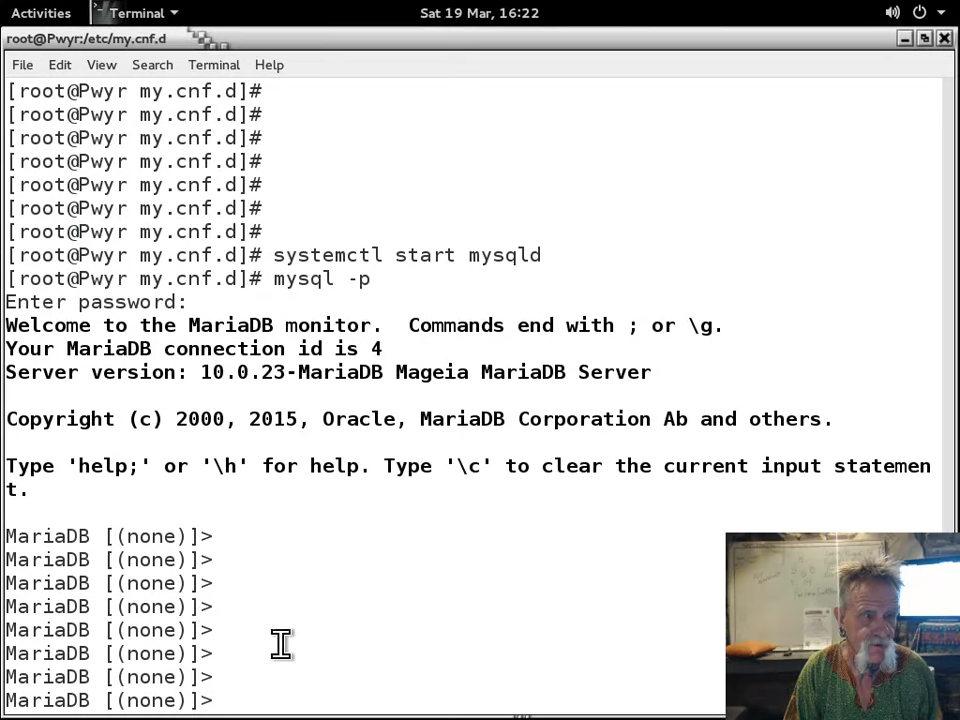 Activities Terminal Sat 19 Mar, 16:22
root@Pwyr:/etc/my.cnf.d
File Edit View Search Terminal Help
[root@Pwyr my.cnf.d]#
[root@Pwyr my.cnf.d]#
[root@Pwyr my.cnf.d]#
[root@Pwyr my.cnf.d]#
[root@Pwyr my.cnf.d]#
[root@Pwyr my.cnf.d]#
[root@Pwyr my.cnf.d]#
[root@Pwyr my.cnf.d]# systemctl start mysqld
[root@Pwyr my.cnf.d]# mysql -p
Enter password:
Welcome to the MariaDB monitor.  Commands end with ; or \g.
Your MariaDB connection id is 4
Server version: 10.0.23-MariaDB Mageia MariaDB Server
Copyright (c) 2000, 2015, Oracle, MariaDB Corporation Ab and others.
Type 'help;' or '\h' for help. Type '\c' to clear the current input statemen
t.
MariaDB [(none)]>
MariaDB [(none)]>
MariaDB [(none)]>
MariaDB [(none)]>
MariaDB [(none)]>
MariaDB [(none)]>
MariaDB [(none)]>
MariaDB [(none)]>